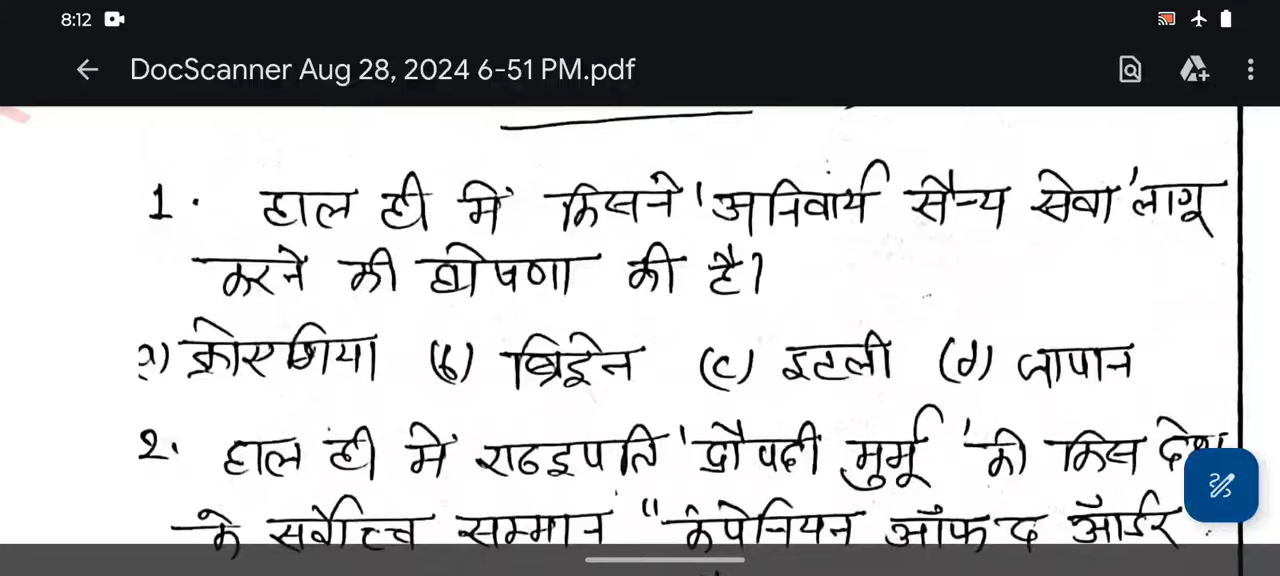 8:12
DocScanner Aug 28, 2024 6-51 PM.pdf
1. हाल ही में किसने 'अनिवार्य सैन्य सेवा' लागू
करने की घोषणा की है?
a) क्रोएशिया (b) ब्रिटेन (c) इटली (d) जापान
2. हाल ही में राष्ट्रपति 'द्रौपदी मुर्मू' को किस देश
के सर्वोच्च सम्मान "कंपेनियन ऑफ द ऑर्डर